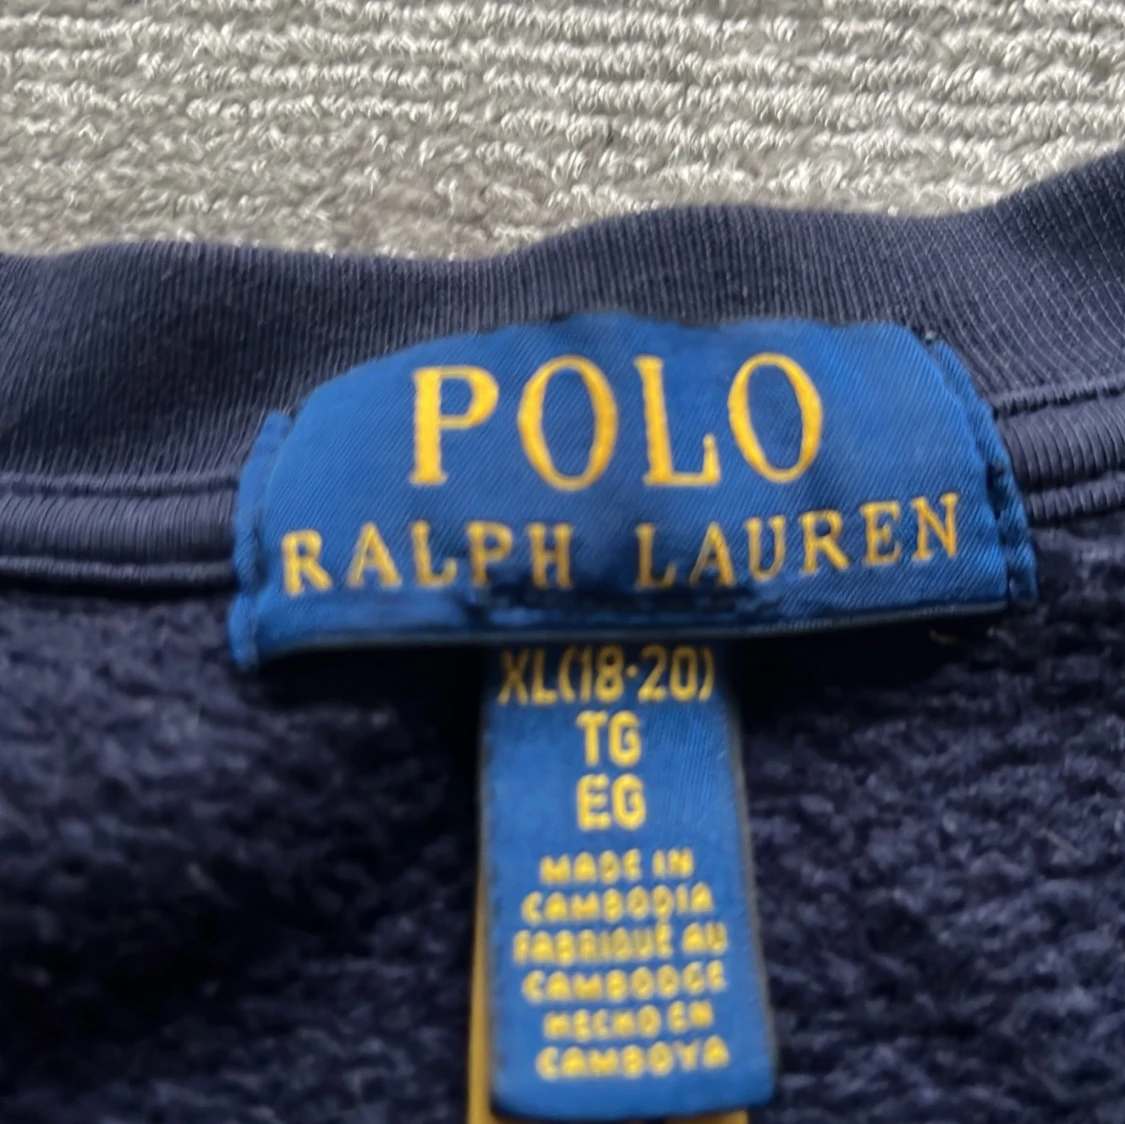 POLO
RALPH LAUREN
XL(18-20)
TG
EG
MADE IN
CAMBODIA
FABRIQUÉ AU
CAMBODGE
HECHO EN
CAMBOYA